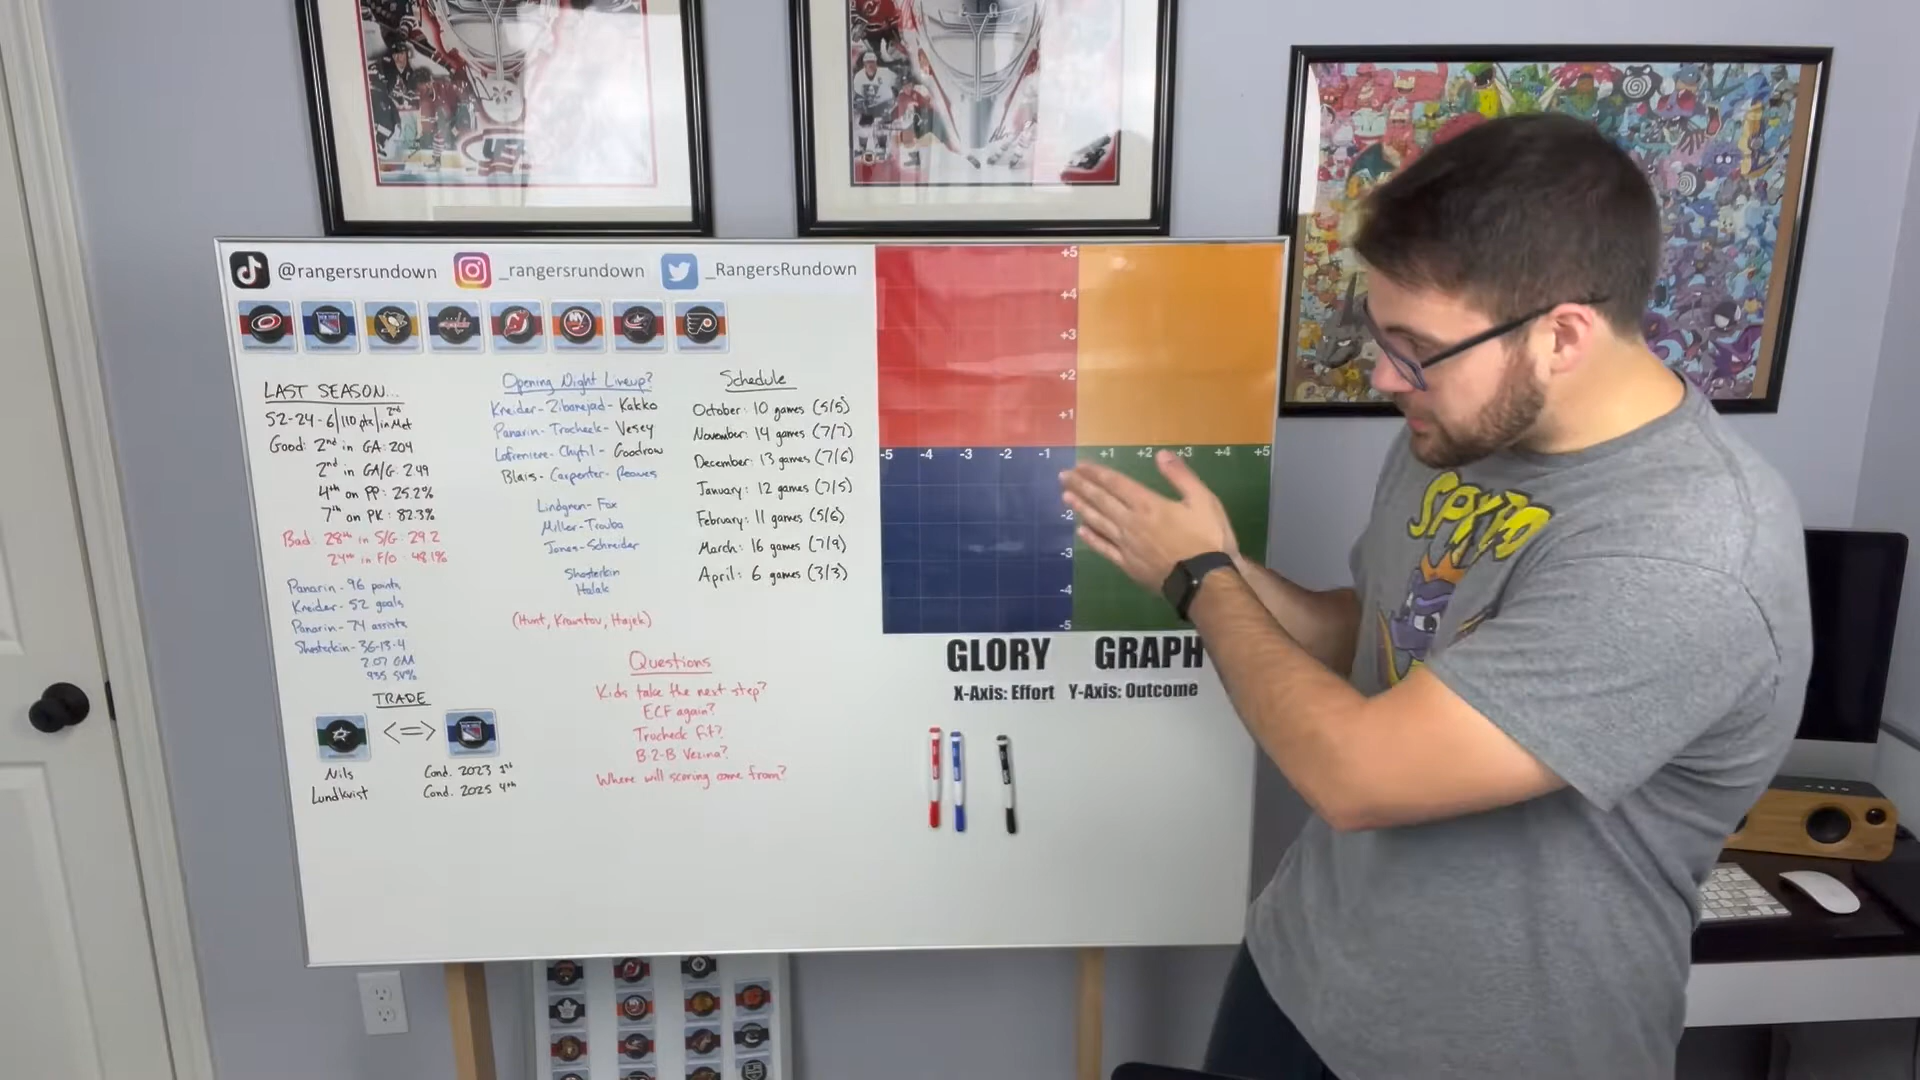 @rangersrundown
_rangersrundown
_RangersRundown
LAST SEASON...
52-24-6/110 pts/2nd in Met
Good: 2nd in GA: 204
2nd in GA/G: 2.49
4th on PP: 25.2%
7th on PK: 82.3%
Bad: 28th in S/G: 29.2
24th in F/O: 48.1%
Panarin - 96 points
Kreider - 52 goals
Panarin - 74 assists
Shesterkin - 36-13-4
2.07 GAA
.935 SV%
TRADE
<=>
Nils
Lundkvist
Cond. 2023 1st
Cond. 2025 4th
Opening Night Lineup?
Kreider - Zibanejad - Kakko
Panarin - Trocheck - Vesey
Lafreniere - Chytil - Goodrow
Blais - Carpenter - Reaves
Lindgren - Fox
Miller - Trouba
Jones - Schneider
Shesterkin
Halak
(Hunt, Kravtsov, Hajek)
Questions
Kids take the next step?
ECF again?
Trocheck fit?
B-2-B Vezina?
Where will scoring come from?
Schedule
October: 10 games (5/5)
November: 14 games (7/7)
December: 13 games (7/6)
January: 12 games (7/5)
February: 11 games (5/6)
March: 16 games (7/9)
April: 6 games (3/3)
+5
+4
+3
+2
+1
-5 -4 -3 -2 -1 +1 +2 +3 +4 +5
-2
-3
-4
-5
GLORY GRAPH
X-Axis: Effort Y-Axis: Outcome
SPYRO